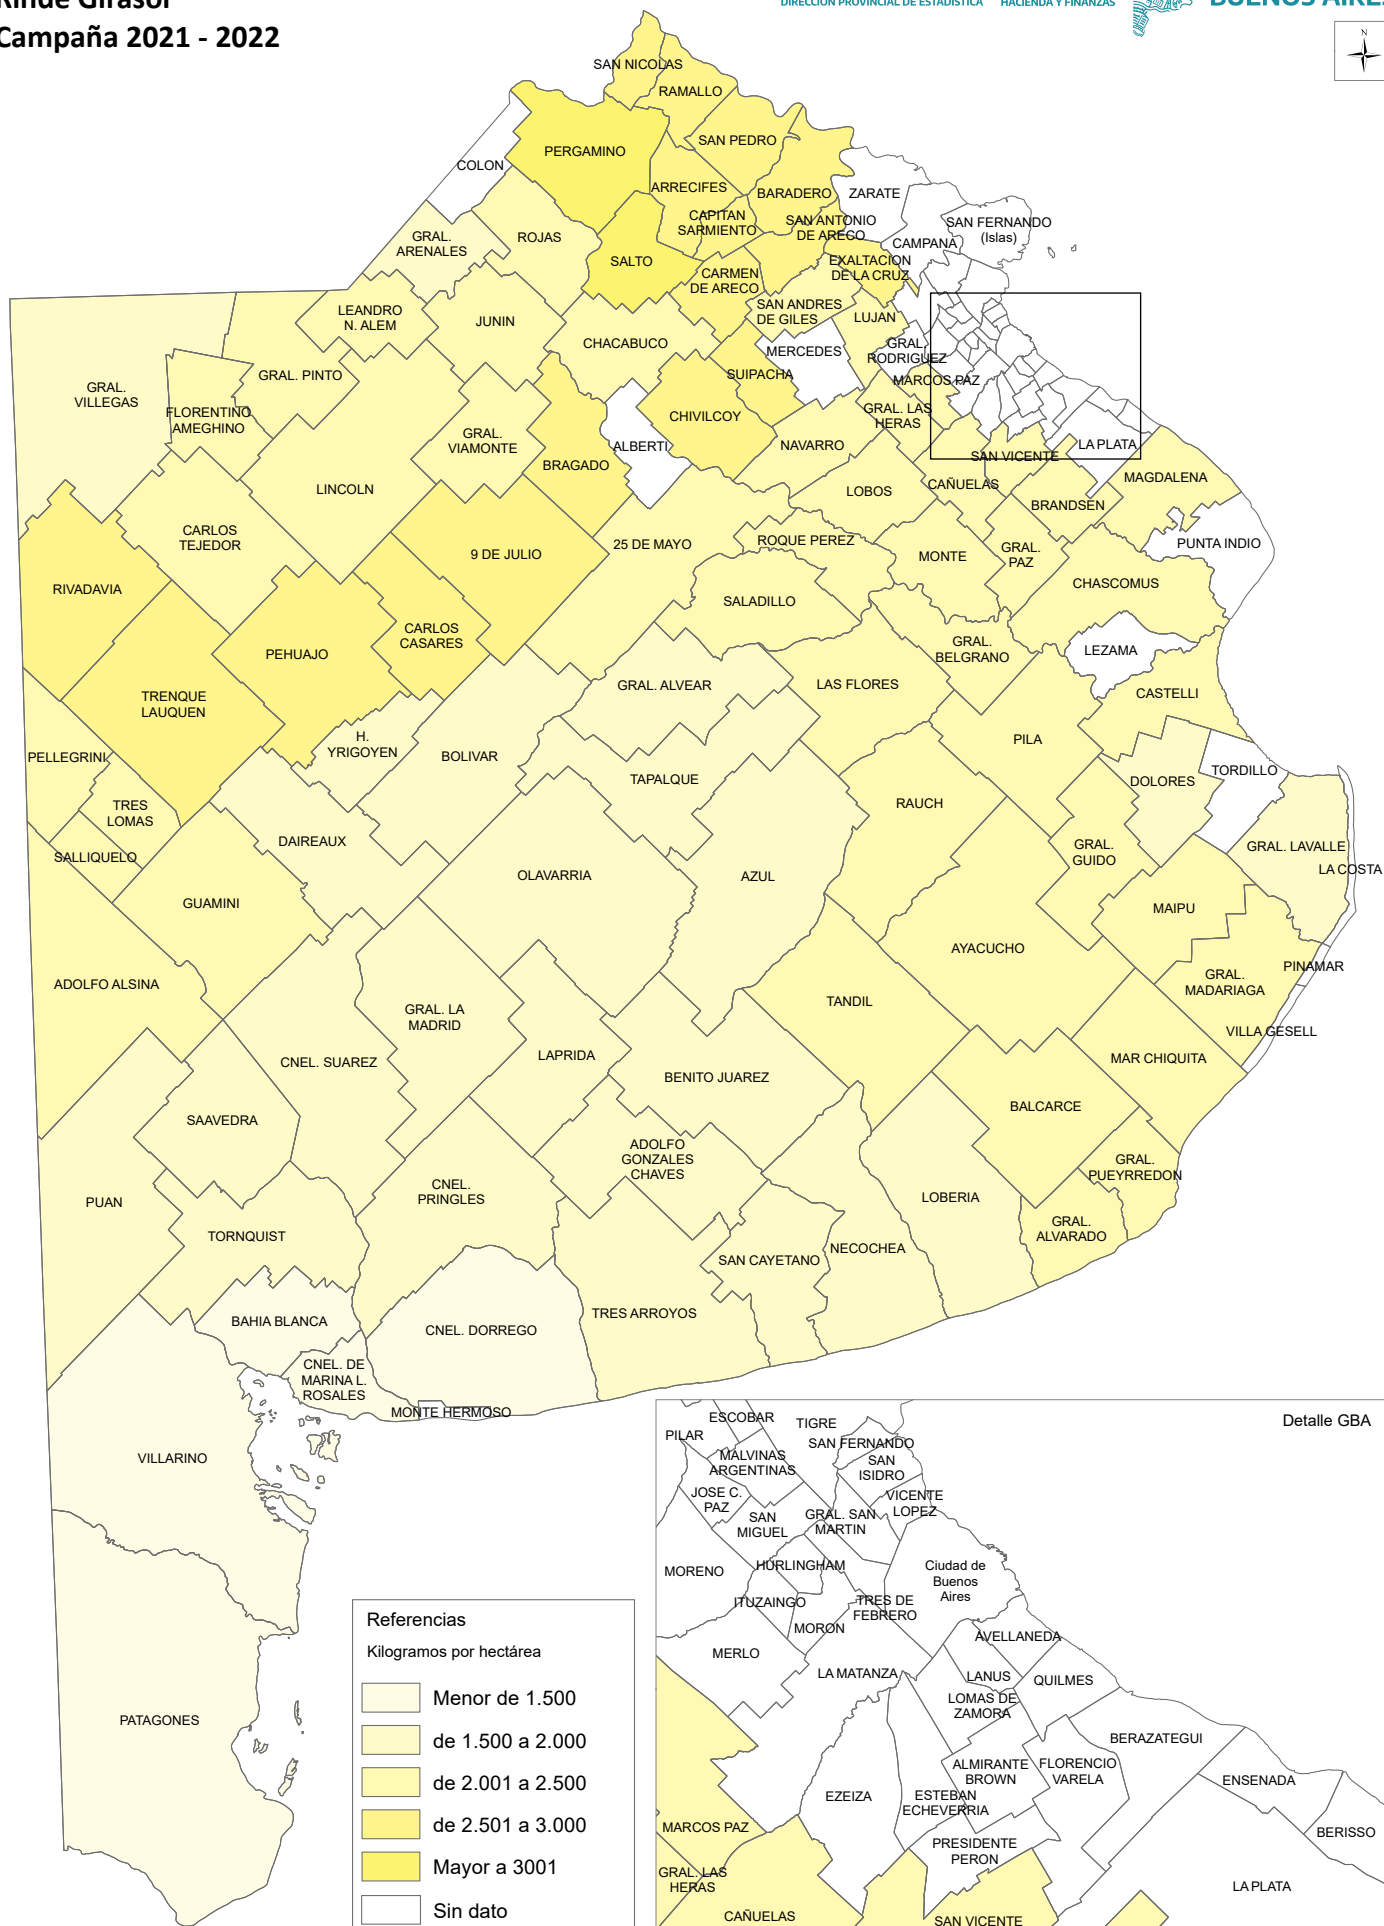 Rinde Girasol
Campaña 2021 - 2022
DIRECCIÓN PROVINCIAL DE ESTADÍSTICA
HACIENDA Y FINANZAS
BUENOS AIRES
N
SAN NICOLAS
RAMALLO
SAN PEDRO
PERGAMINO
COLON
ARRECIFES
BARADERO
ZARATE
CAPITAN
SARMIENTO
SAN ANTONIO
DE ARECO
SAN FERNANDO
(Islas)
CAMPANA
GRAL.
ARENALES
ROJAS
SALTO
CARMEN
DE ARECO
EXALTACION
DE LA CRUZ
LEANDRO
N. ALEM
JUNIN
SAN ANDRES
DE GILES
LUJAN
CHACABUCO
MERCEDES
GRAL.
RODRIGUEZ
GRAL.
VILLEGAS
GRAL. PINTO
SUIPACHA
MARCOS PAZ
FLORENTINO
AMEGHINO
CHIVILCOY
GRAL. LAS
HERAS
GRAL.
VIAMONTE
ALBERTI
NAVARRO
LA PLATA
SAN VICENTE
BRAGADO
LINCOLN
LOBOS
CAÑUELAS
MAGDALENA
BRANDSEN
CARLOS
TEJEDOR
9 DE JULIO
25 DE MAYO
ROQUE PEREZ
MONTE
GRAL.
PAZ
PUNTA INDIO
RIVADAVIA
SALADILLO
CHASCOMUS
CARLOS
CASARES
PEHUAJO
GRAL.
BELGRANO
LEZAMA
TRENQUE
LAUQUEN
GRAL. ALVEAR
LAS FLORES
CASTELLI
PELLEGRINI
H.
YRIGOYEN
BOLIVAR
PILA
TAPALQUE
DOLORES
TORDILLO
TRES
LOMAS
RAUCH
DAIREAUX
SALLIQUELO
GRAL.
GUIDO
GRAL. LAVALLE
LA COSTA
OLAVARRIA
AZUL
GUAMINI
MAIPU
AYACUCHO
ADOLFO ALSINA
PINAMAR
GRAL.
MADARIAGA
TANDIL
GRAL. LA
MADRID
VILLA GESELL
CNEL. SUAREZ
LAPRIDA
MAR CHIQUITA
BENITO JUAREZ
BALCARCE
SAAVEDRA
ADOLFO
GONZALES
CHAVES
GRAL.
PUEYRREDON
PUAN
CNEL.
PRINGLES
LOBERIA
GRAL.
ALVARADO
TORNQUIST
NECOCHEA
SAN CAYETANO
TRES ARROYOS
BAHIA BLANCA
CNEL. DORREGO
CNEL. DE
MARINA L.
ROSALES
MONTE HERMOSO
VILLARINO
PATAGONES
Detalle GBA
ESCOBAR
TIGRE
PILAR
SAN FERNANDO
MALVINAS
ARGENTINAS
SAN
ISIDRO
JOSE C.
PAZ
VICENTE
LOPEZ
SAN
MIGUEL
GRAL. SAN
MARTIN
MORENO
HURLINGHAM
Ciudad de
Buenos
Aires
ITUZAINGO
TRES DE
FEBRERO
MORON
AVELLANEDA
MERLO
LA MATANZA
LANUS
QUILMES
LOMAS DE
ZAMORA
BERAZATEGUI
ALMIRANTE
BROWN
FLORENCIO
VARELA
EZEIZA
ESTEBAN
ECHEVERRIA
ENSENADA
MARCOS PAZ
BERISSO
PRESIDENTE
PERON
GRAL. LAS
HERAS
LA PLATA
CAÑUELAS
SAN VICENTE
Referencias
Kilogramos por hectárea
Menor de 1.500
de 1.500 a 2.000
de 2.001 a 2.500
de 2.501 a 3.000
Mayor a 3001
Sin dato